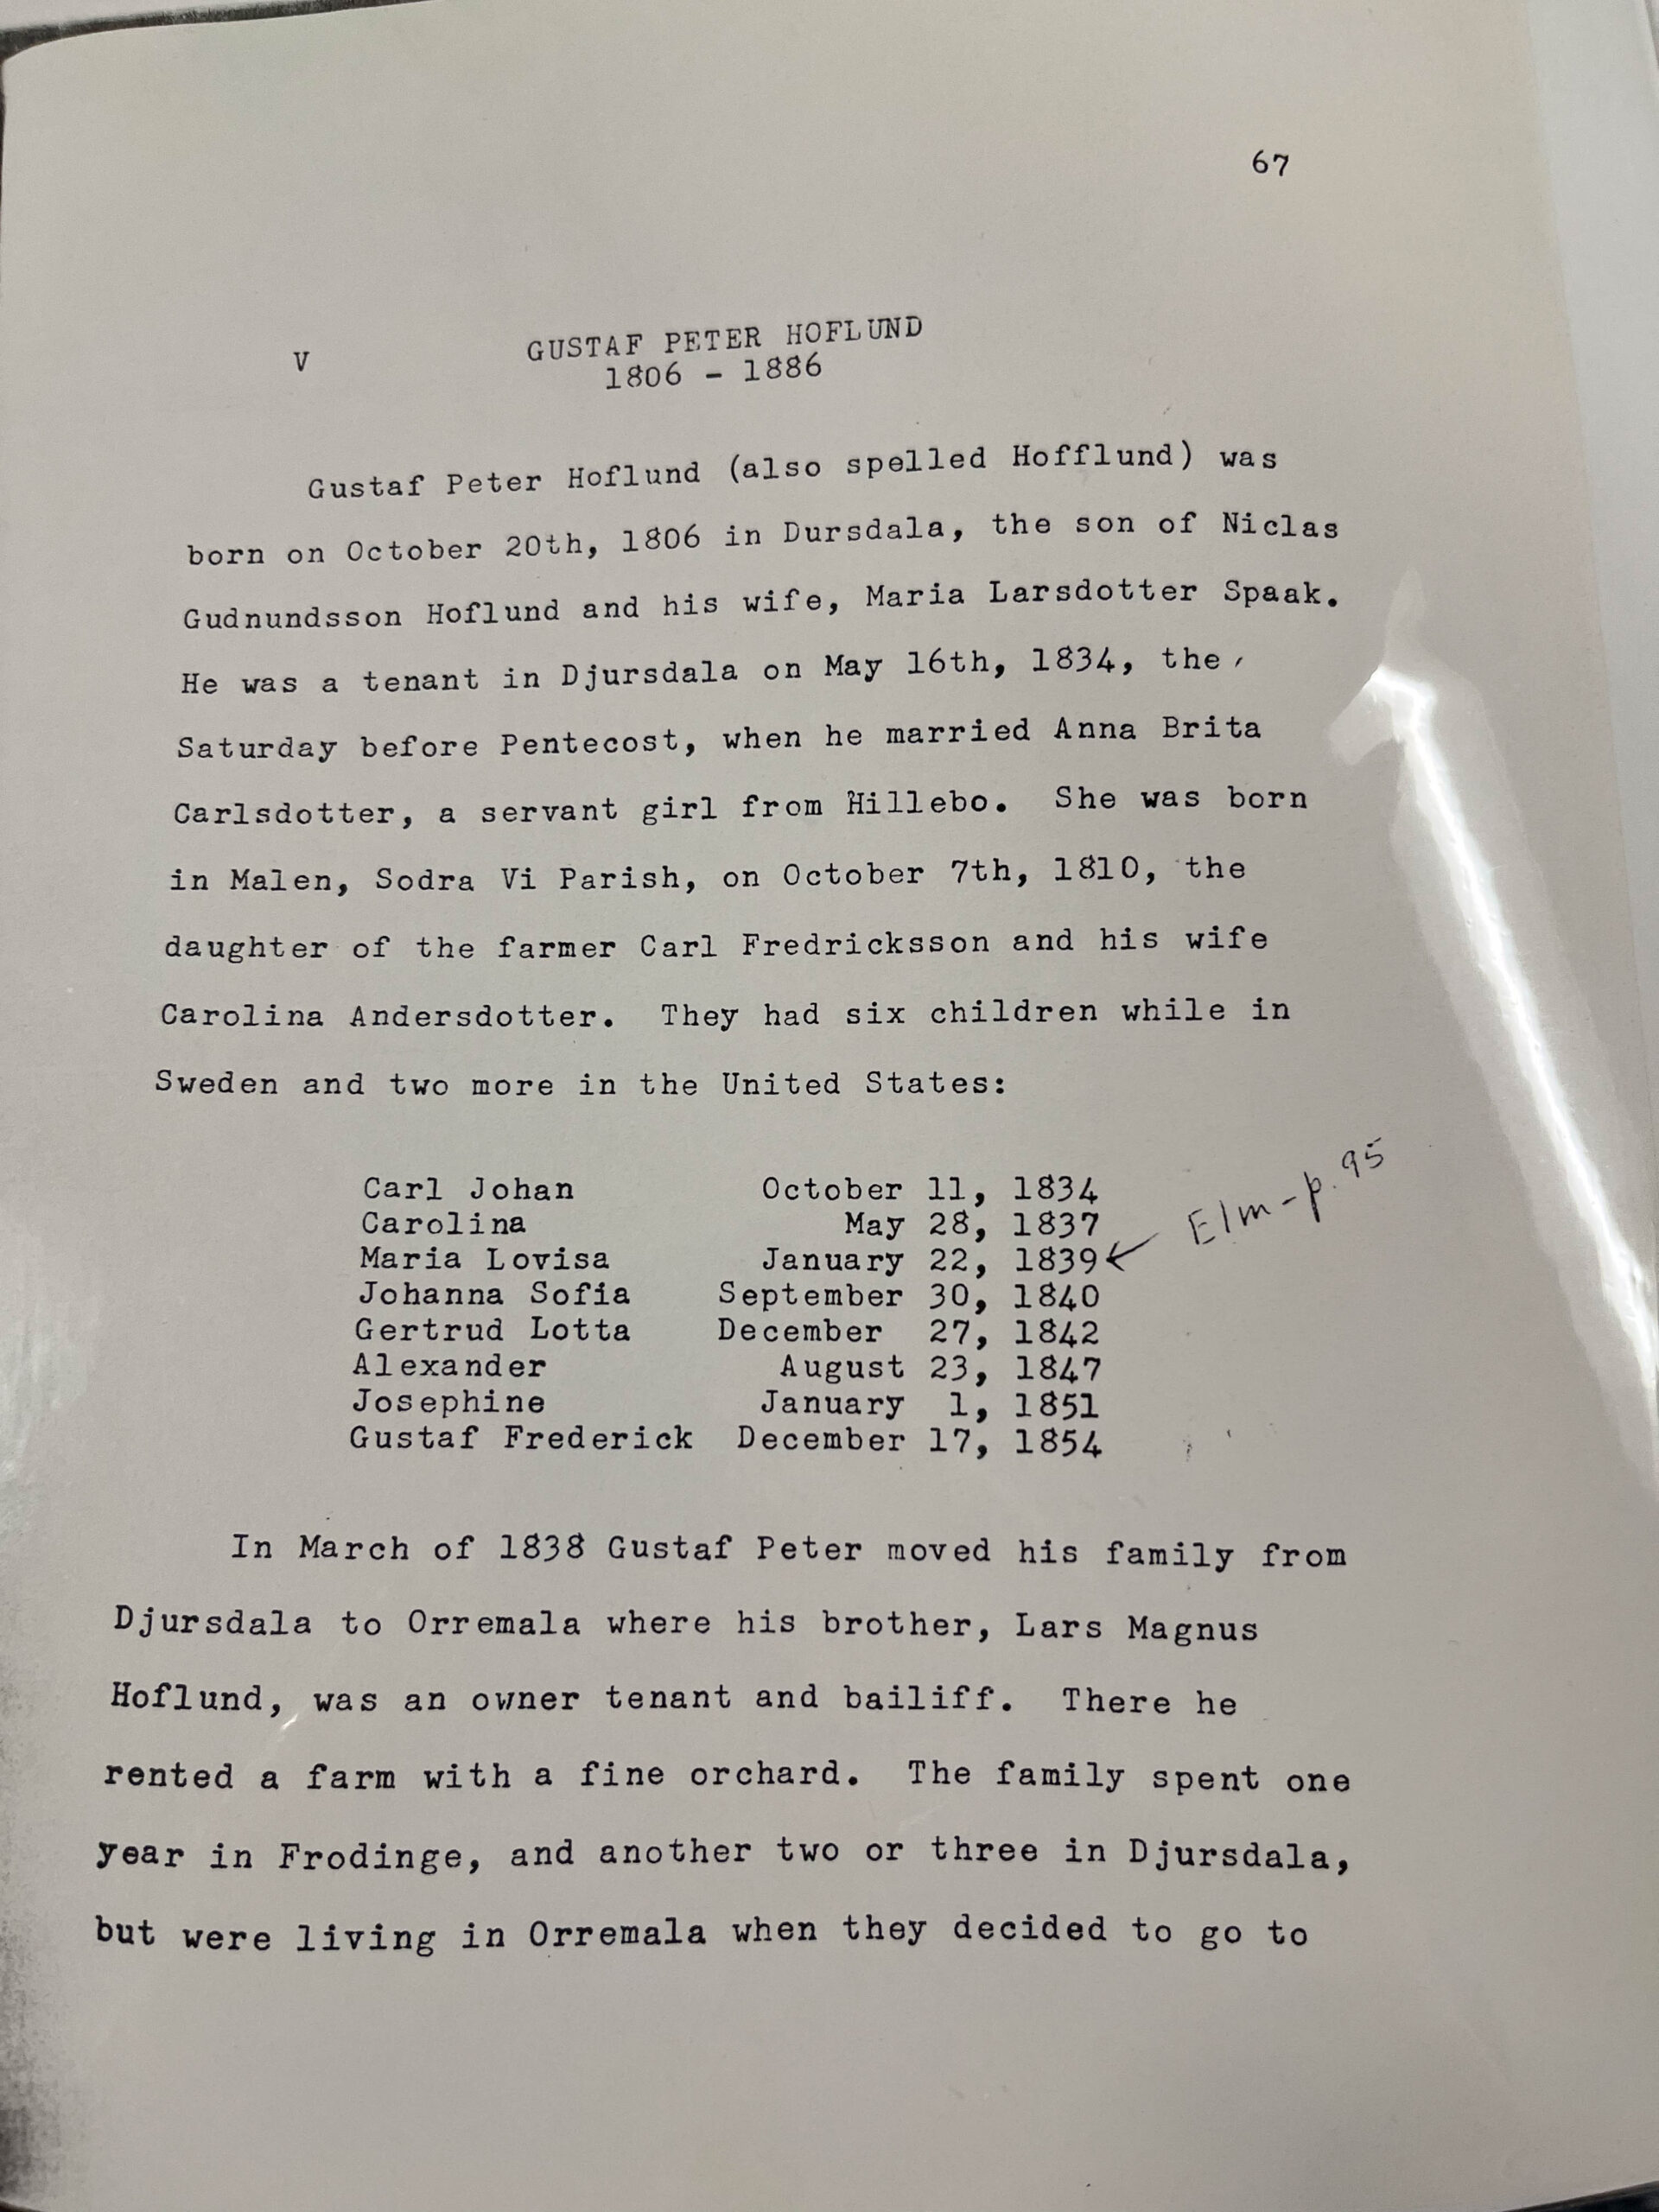 67
V GUSTAF PETER HOFLUND
1806 - 1886
Gustaf Peter Hoflund (also spelled Hofflund) was
born on October 20th, 1806 in Dursdala, the son of Niclas
Gudnundsson Hoflund and his wife, Maria Larsdotter Spaak.
He was a tenant in Djursdala on May 16th, 1834, the
Saturday before Pentecost, when he married Anna Brita
Carlsdotter, a servant girl from Hillebo. She was born
in Malen, Sodra Vi Parish, on October 7th, 1810, the
daughter of the farmer Carl Fredricksson and his wife
Carolina Andersdotter. They had six children while in
Sweden and two more in the United States:
Carl Johan October 11, 1834
Carolina May 28, 1837
Maria Lovisa January 22, 1839 ← Elm - p. 95
Johanna Sofia September 30, 1840
Gertrud Lotta December 27, 1842
Alexander August 23, 1847
Josephine January 1, 1851
Gustaf Frederick December 17, 1854
In March of 1838 Gustaf Peter moved his family from
Djursdala to Orremala where his brother, Lars Magnus
Hoflund, was an owner tenant and bailiff. There he
rented a farm with a fine orchard. The family spent one
year in Frodinge, and another two or three in Djursdala,
but were living in Orremala when they decided to go to